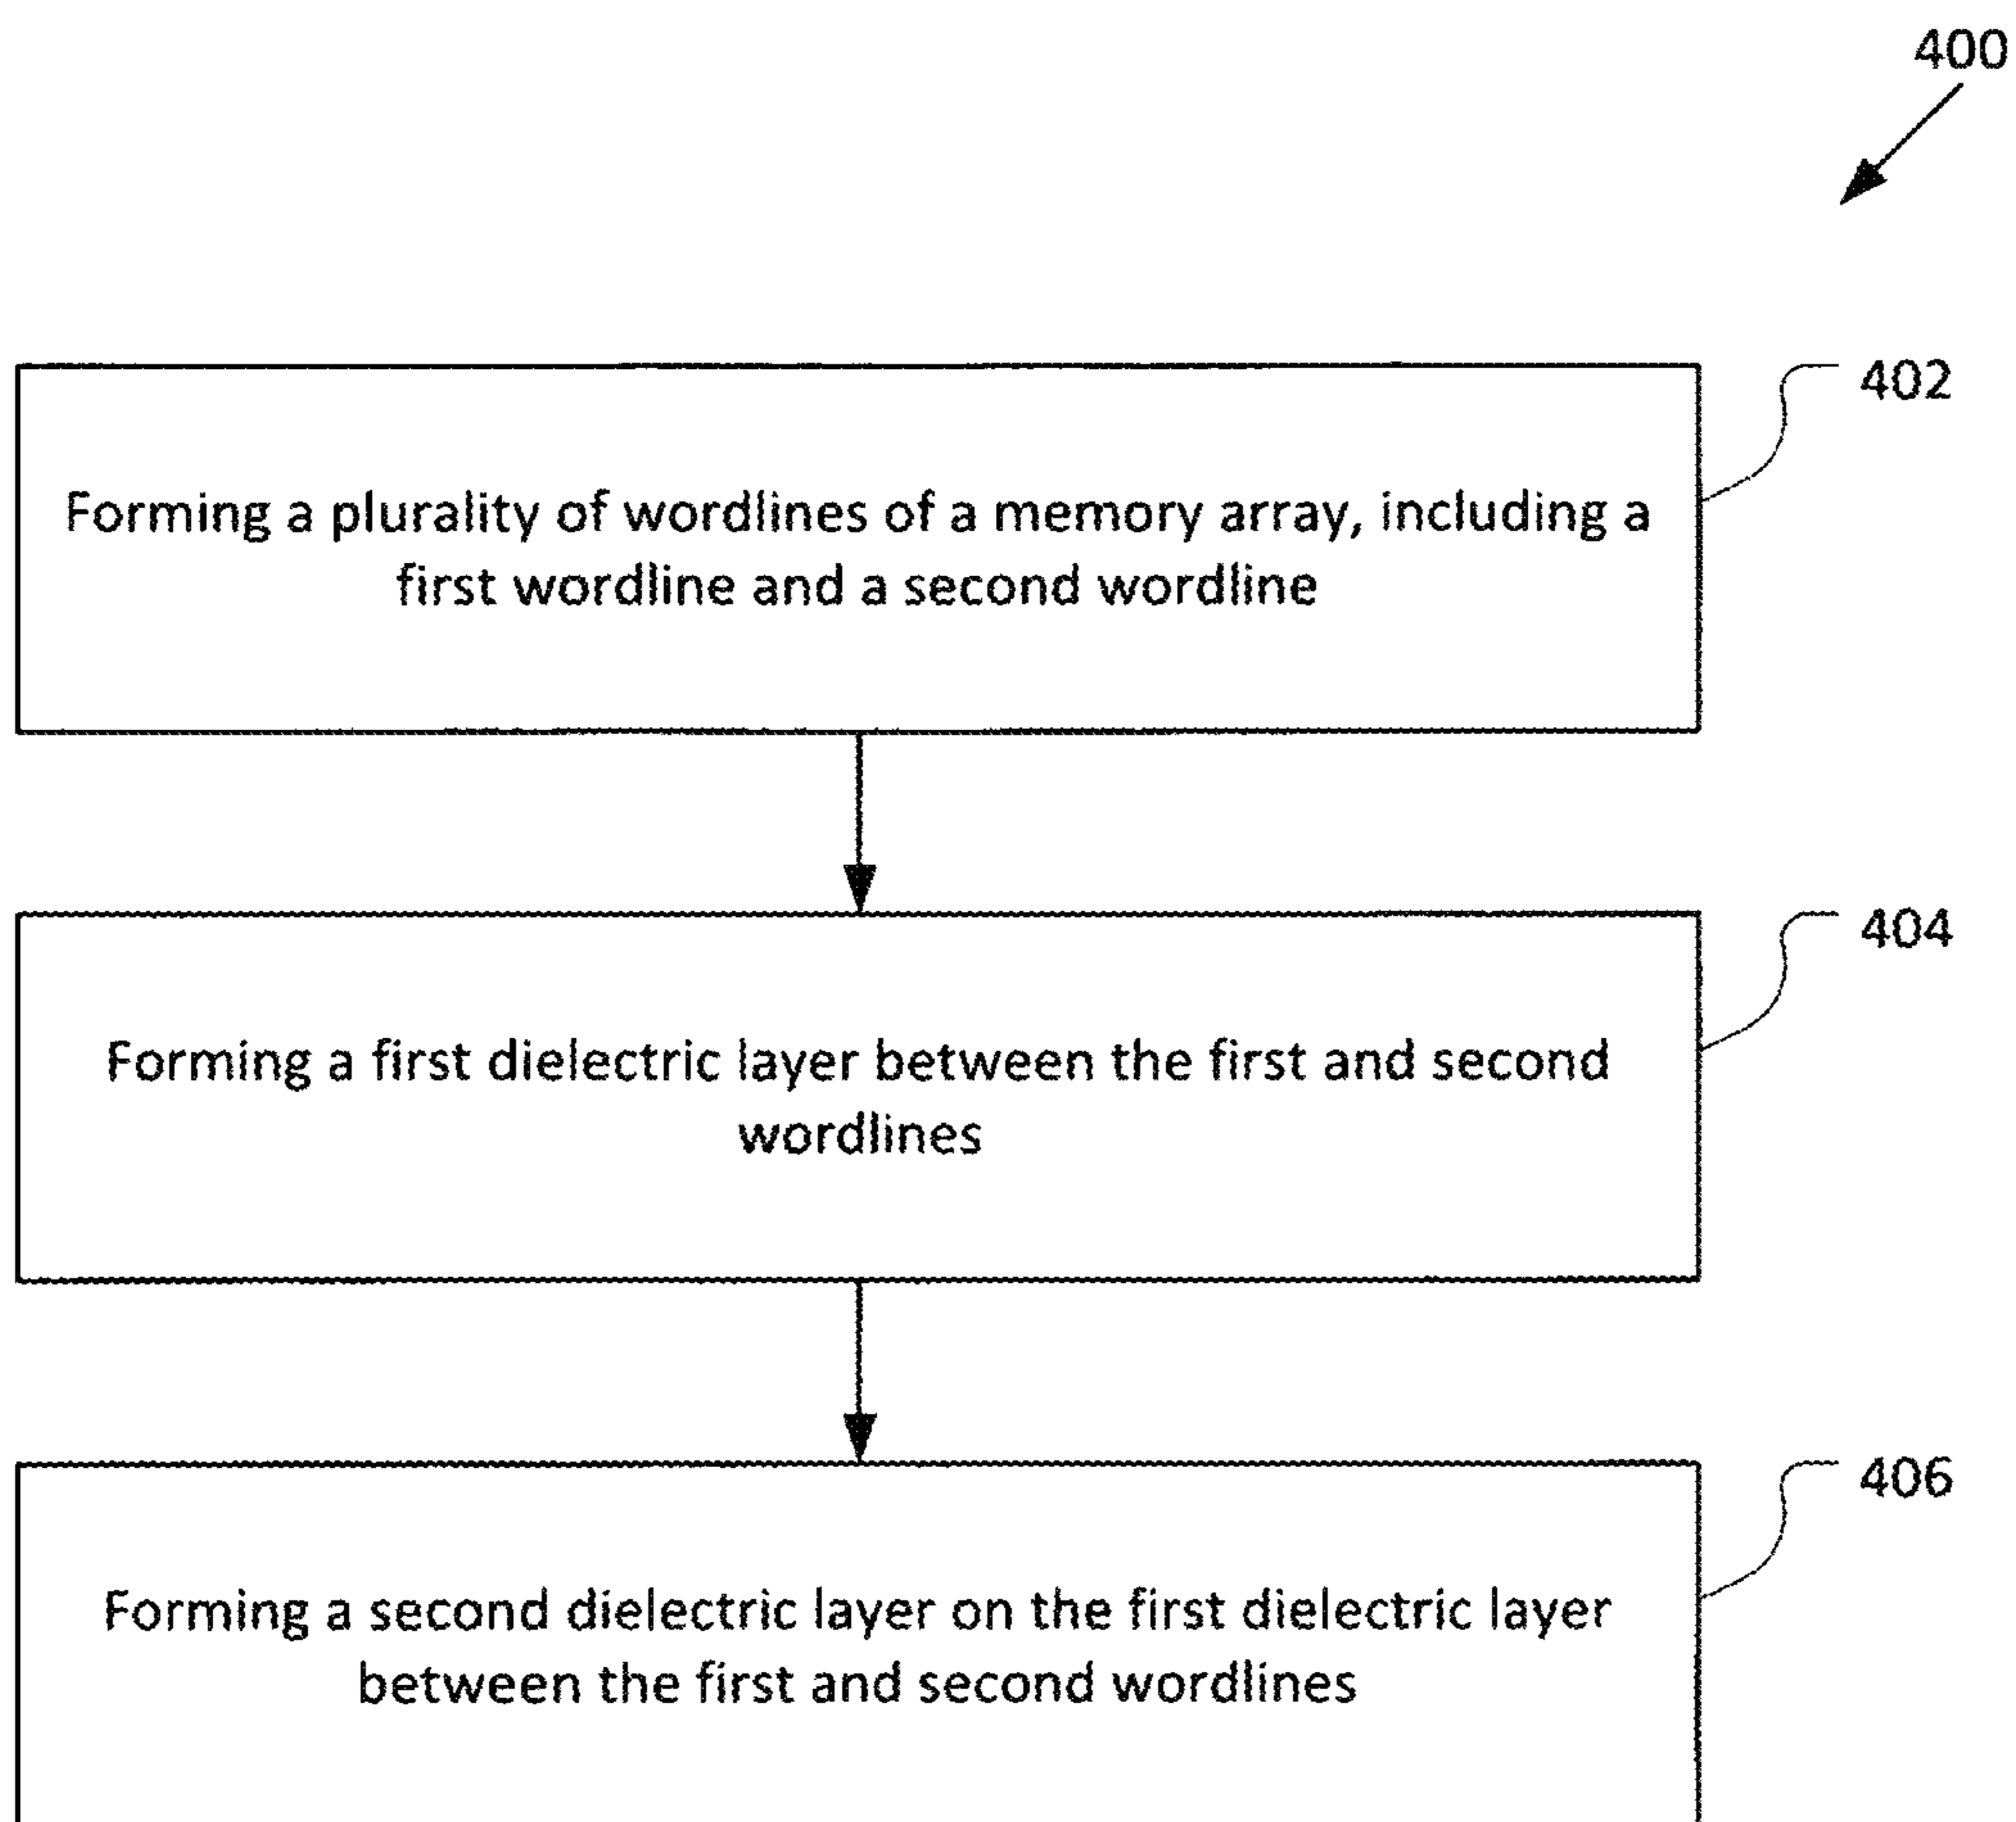 400
402
Forming a plurality of wordlines of a memory array, including a
first wordline and a second wordline
404
Forming a first dielectric layer between the first and second
wordlines
406
Forming a second dielectric layer on the first dielectric layer
between the first and second wordlines